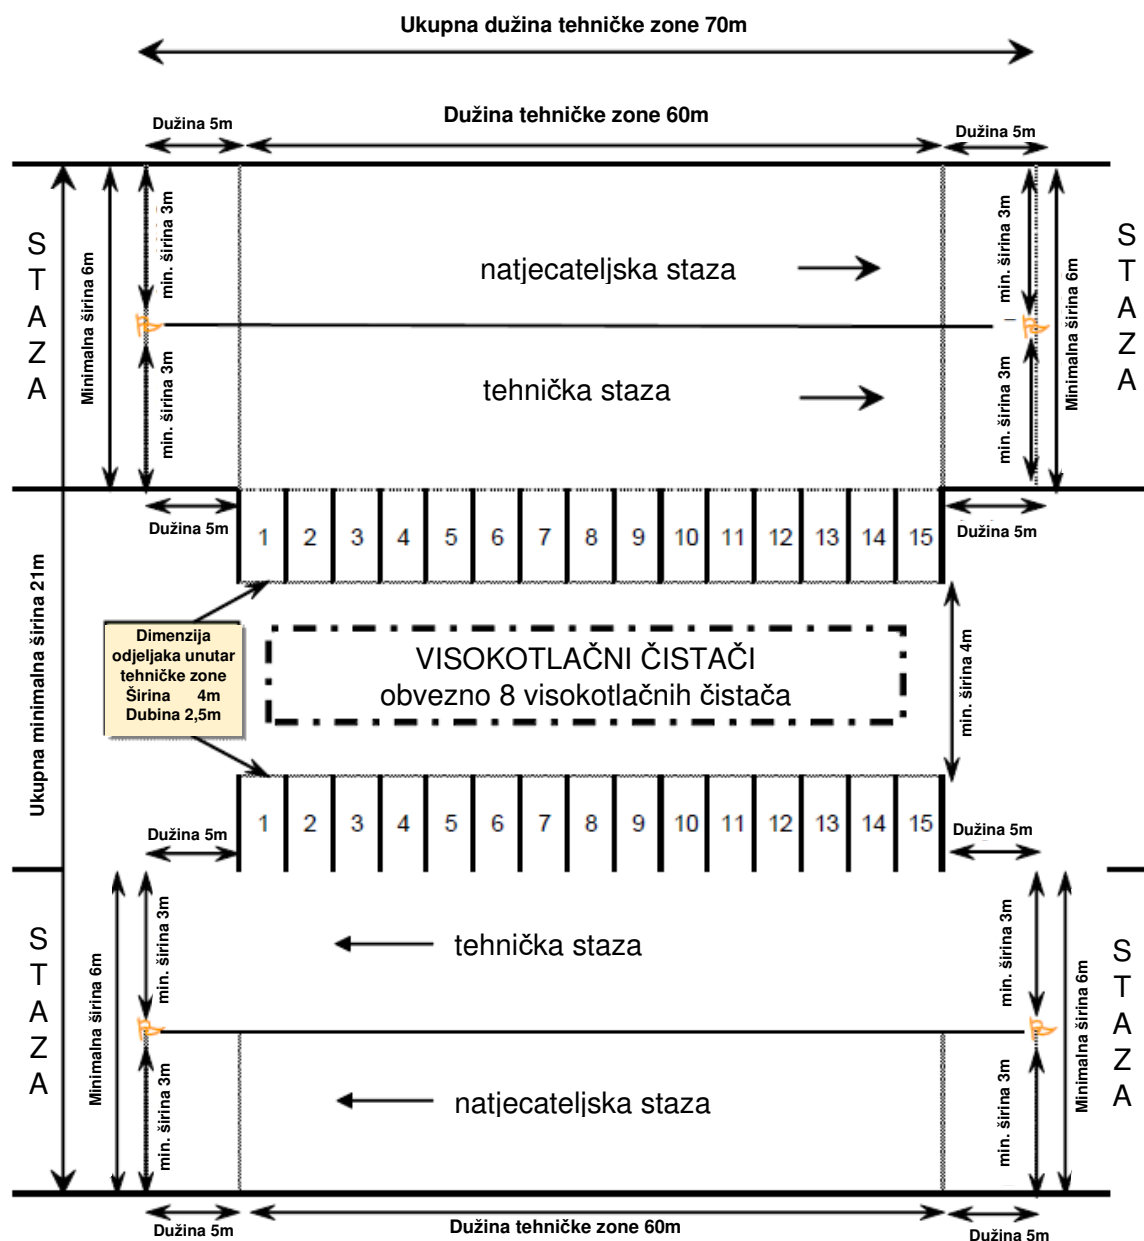 Ukupna dužina tehničke zone 70m
Dužina tehničke zone 60m
Dužina 5m
Dužina 5m
S
T
A
Z
A
Minimalna širina 6m
min. širina 3m
min. širina 3m
natjecateljska staza
tehnička staza
min. širina 3m
min. širina 3m
Minimalna širina 6m
S
T
A
Z
A
Dužina 5m
1 2 3 4 5 6 7 8 9 10 11 12 13 14 15
Dužina 5m
Ukupna minimalna širina 21m
Dimenzija
odjeljaka unutar
tehničke zone
Širina 4m
Dubina 2,5m
VISOKOTLAČNI ČISTAČI
obvezno 8 visokotlačnih čistača
min. širina 4m
Dužina 5m
1 2 3 4 5 6 7 8 9 10 11 12 13 14 15
Dužina 5m
S
T
A
Z
A
Minimalna širina 6m
min. širina 3m
min. širina 3m
tehnička staza
natjecateljska staza
min. širina 3m
min. širina 3m
Minimalna širina 6m
S
T
A
Z
A
Dužina 5m
Dužina tehničke zone 60m
Dužina 5m